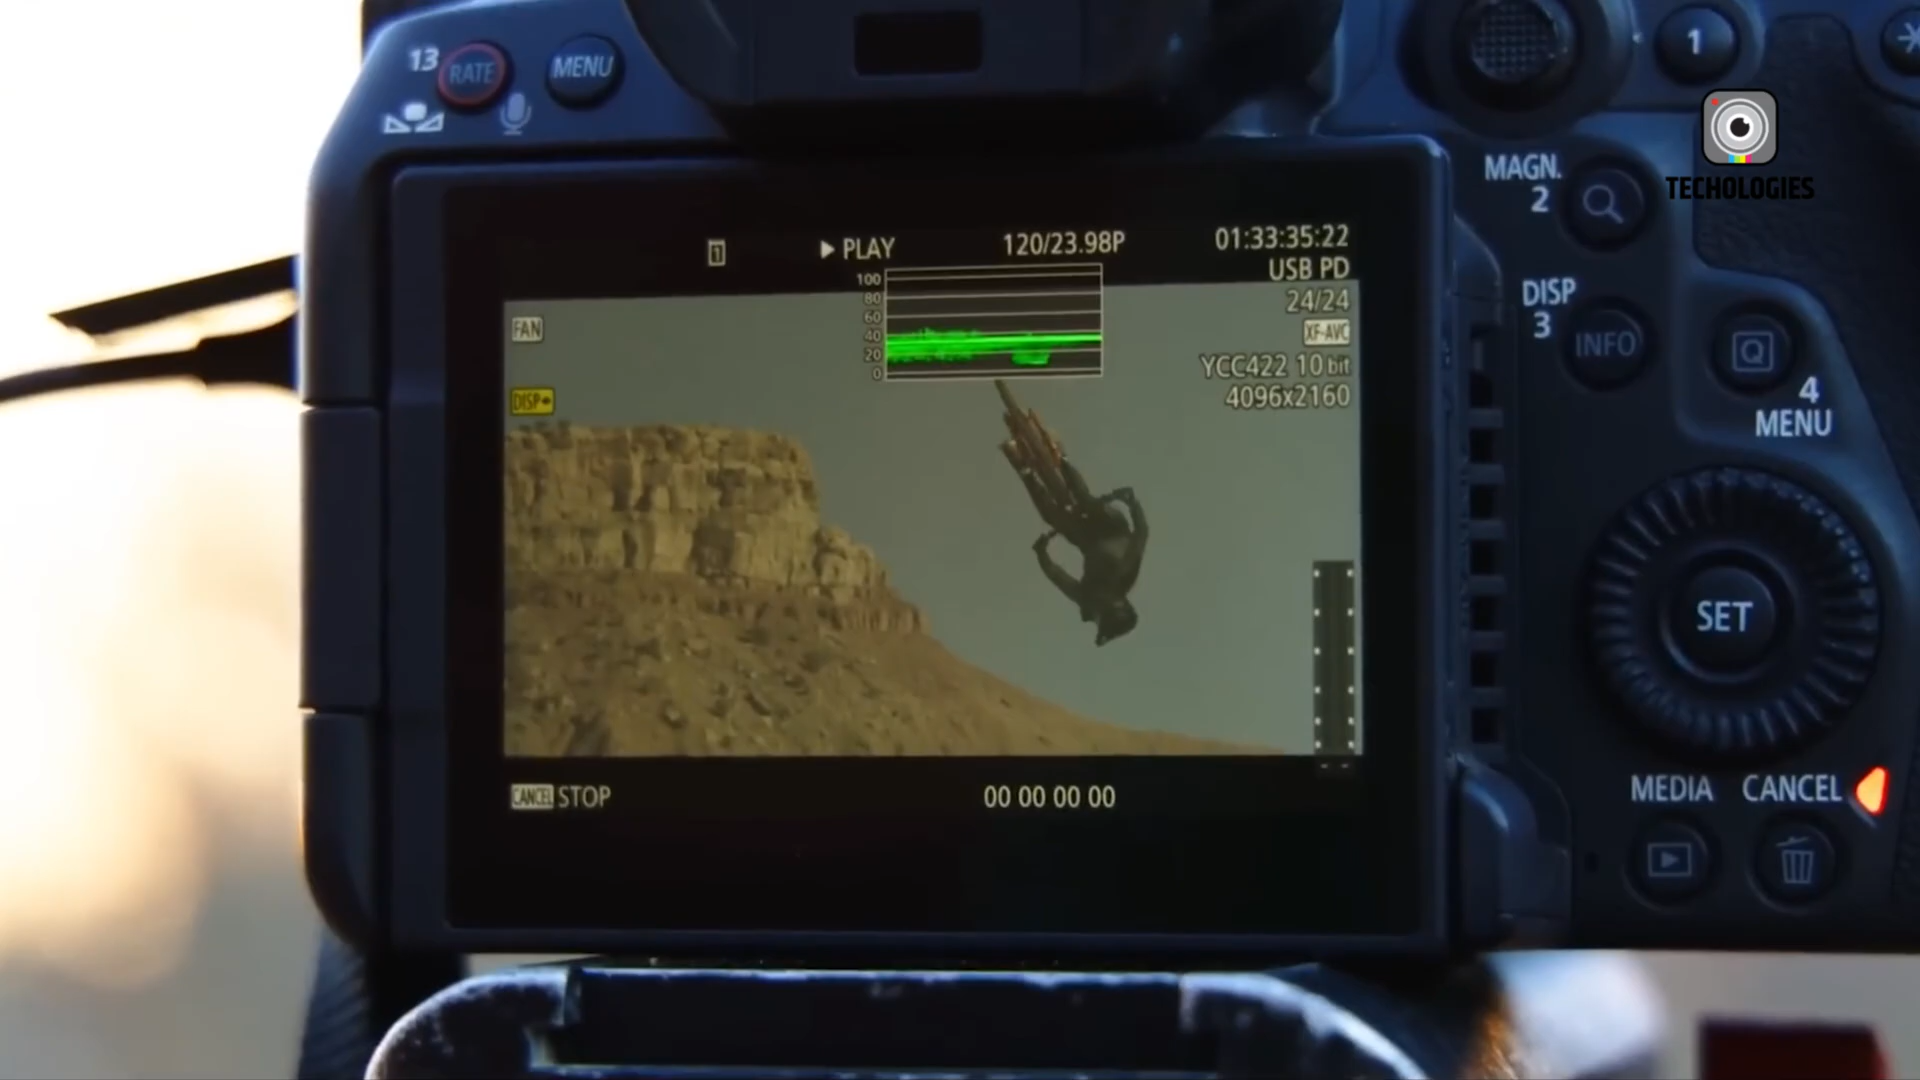 13 RATE MENU
1
TECHOLOGIES
MAGN.
2
DISP
3
INFO
Q
4
MENU
SET
MEDIA CANCEL
1 PLAY 120/23.98P 01:33:35:22
USB PD
24/24
XF-AVC
YCC422 10 bit
4096x2160
FAN
DISP
100
80
60
40
20
0
CANCEL STOP 00 00 00 00